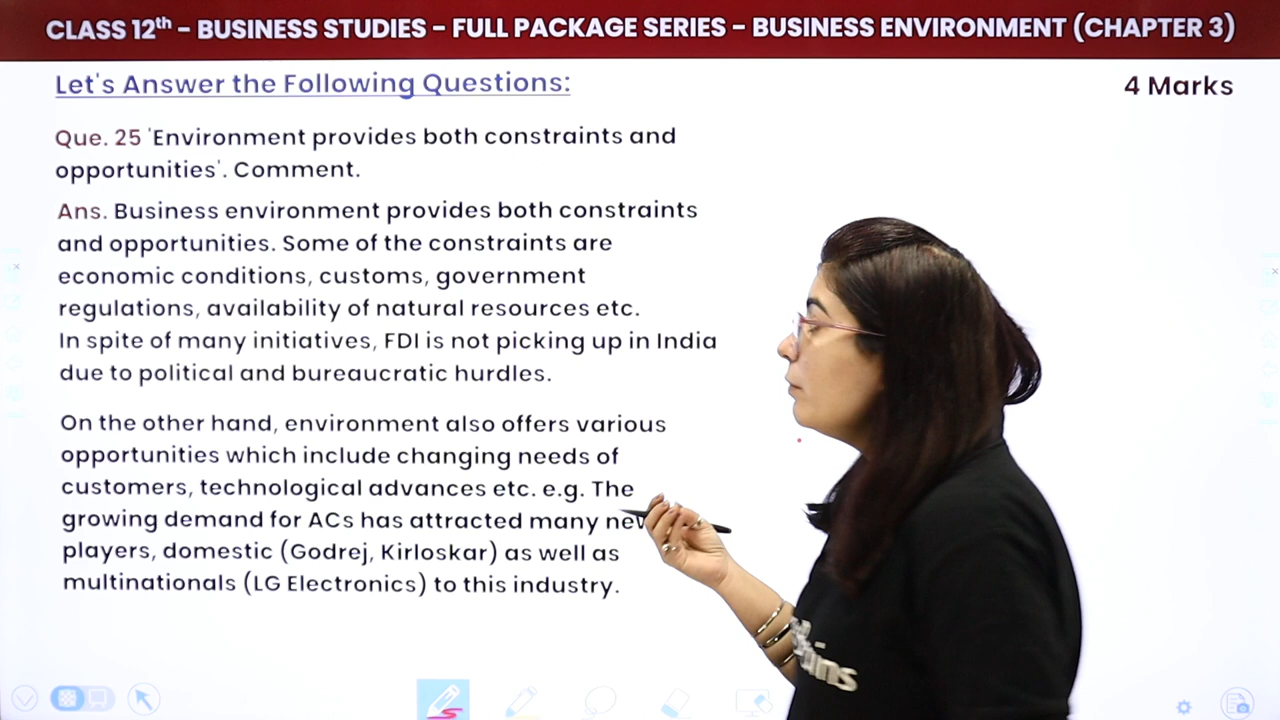 CLASS 12th – BUSINESS STUDIES – FULL PACKAGE SERIES – BUSINESS ENVIRONMENT (CHAPTER 3)
Let's Answer the Following Questions:
4 Marks
Que. 25 'Environment provides both constraints and
opportunities'. Comment.
Ans. Business environment provides both constraints
and opportunities. Some of the constraints are
economic conditions, customs, government
regulations, availability of natural resources etc.
In spite of many initiatives, FDI is not picking up in India
due to political and bureaucratic hurdles.
On the other hand, environment also offers various
opportunities which include changing needs of
customers, technological advances etc. e.g. The
growing demand for ACs has attracted many new
players, domestic (Godrej, Kirloskar) as well as
multinationals (LG Electronics) to this industry.